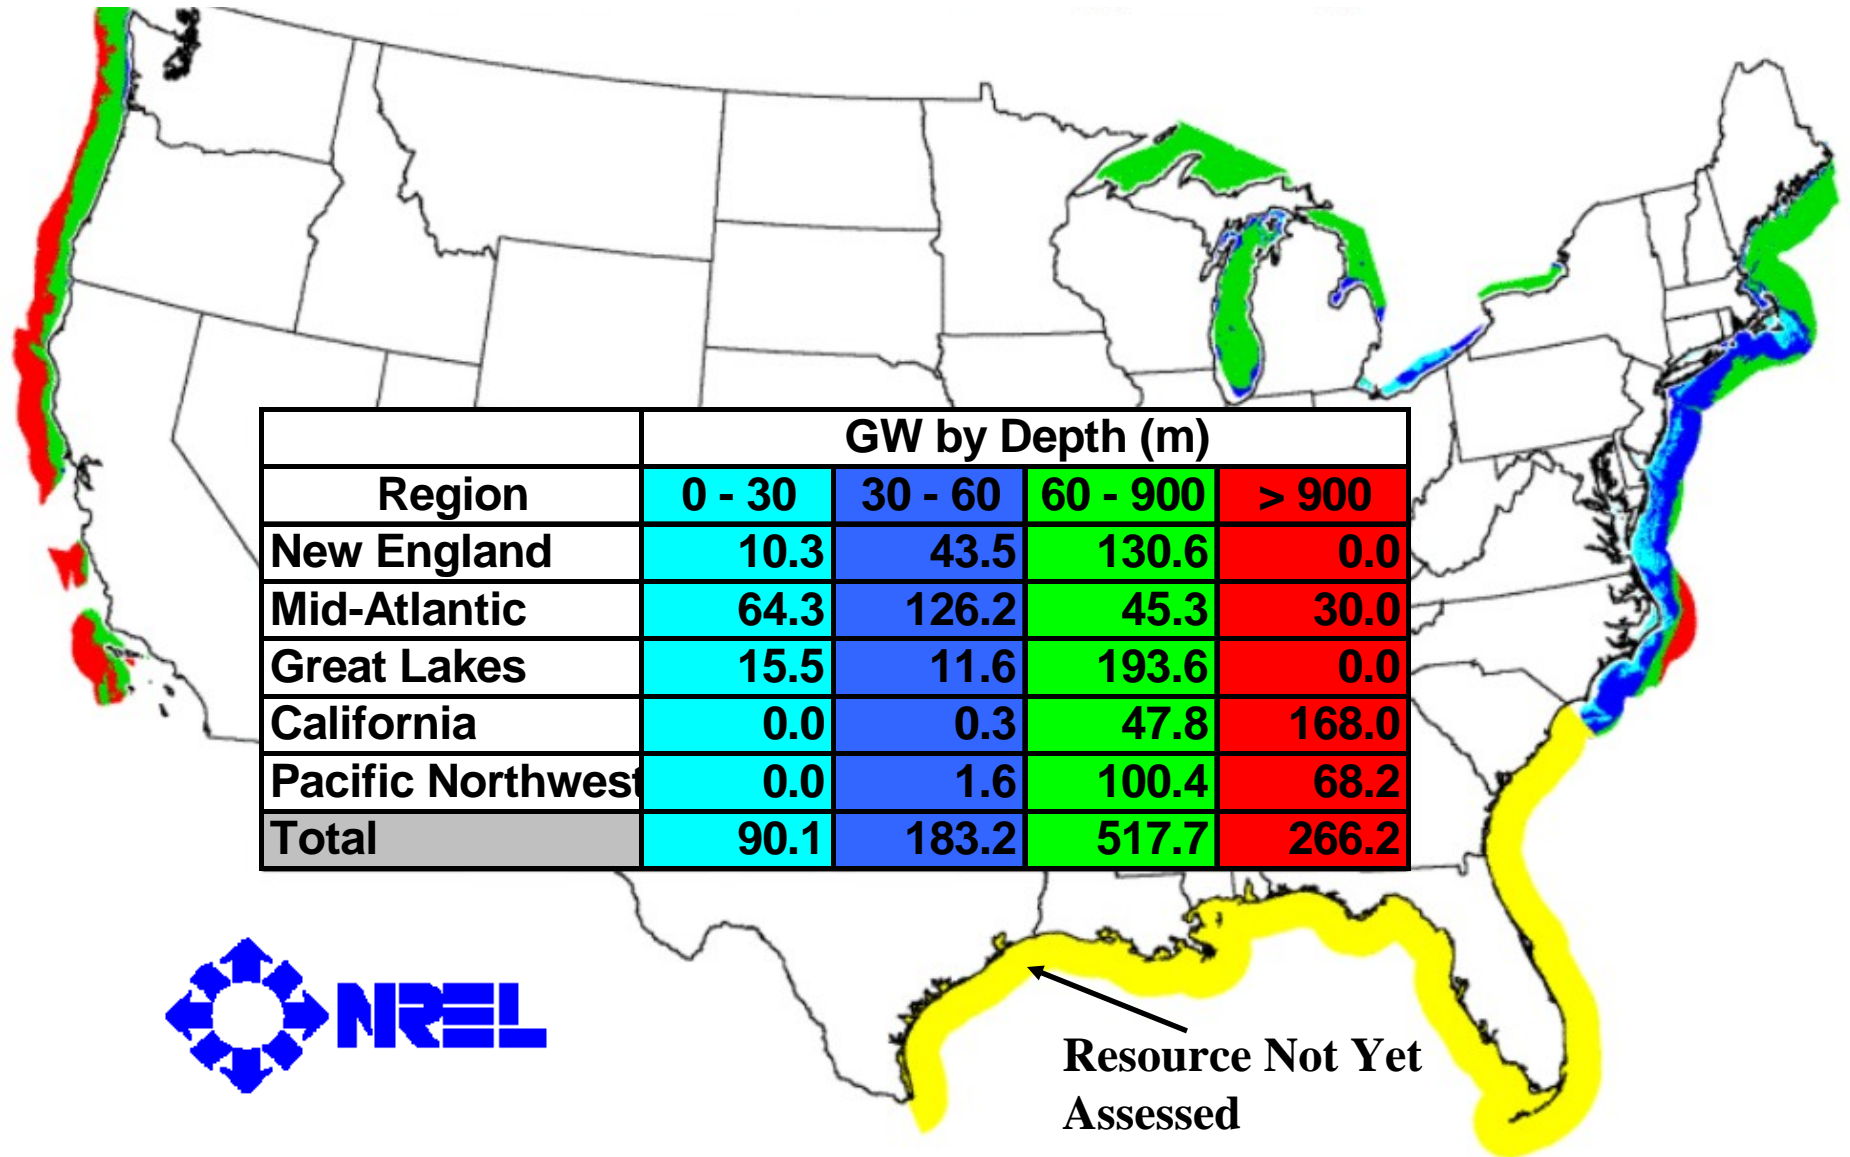 GW by Depth (m)
Region 0 - 30 30 - 60 60 - 900 > 900
New England 10.3 43.5 130.6 0.0
Mid-Atlantic 64.3 126.2 45.3 30.0
Great Lakes 15.5 11.6 193.6 0.0
California 0.0 0.3 47.8 168.0
Pacific Northwest 0.0 1.6 100.4 68.2
Total 90.1 183.2 517.7 266.2
NREL
Resource Not Yet
Assessed